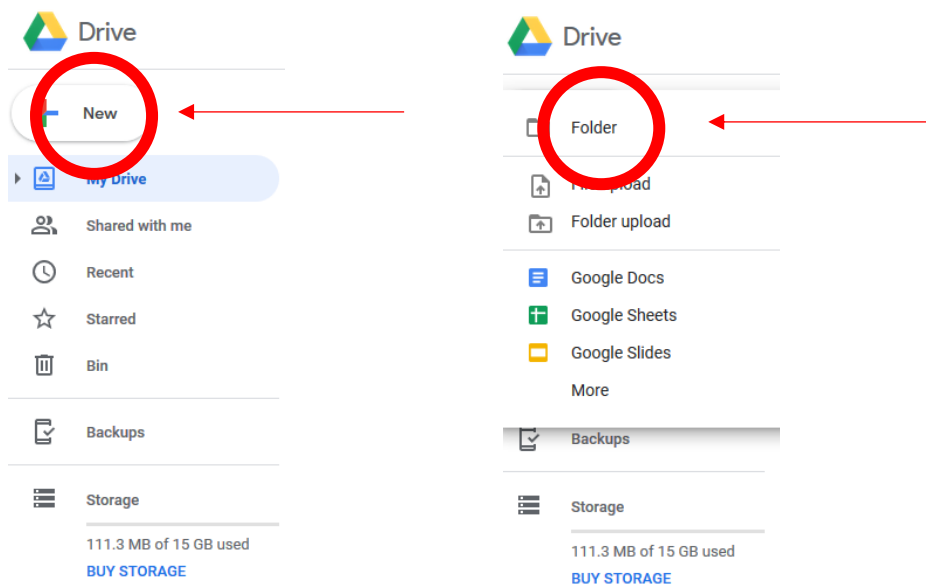 Drive
New
My Drive
Shared with me
Recent
Starred
Bin
Backups
Storage
111.3 MB of 15 GB used
BUY STORAGE
Drive
Folder
File upload
Folder upload
Google Docs
Google Sheets
Google Slides
More
Backups
Storage
111.3 MB of 15 GB used
BUY STORAGE